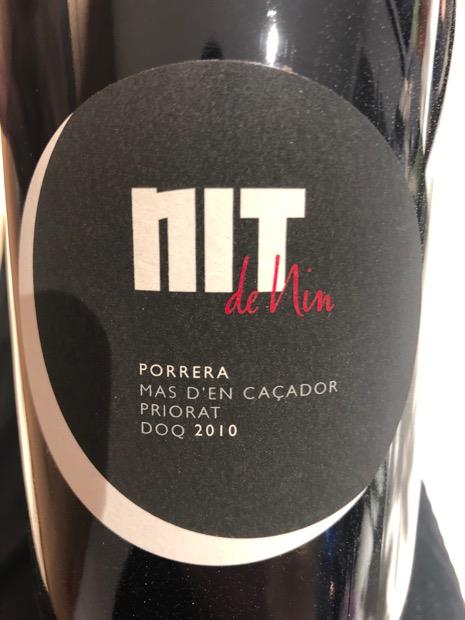 NIT
de Nin
PORRERA
MAS D'EN CAÇADOR
PRIORAT
DOQ 2010